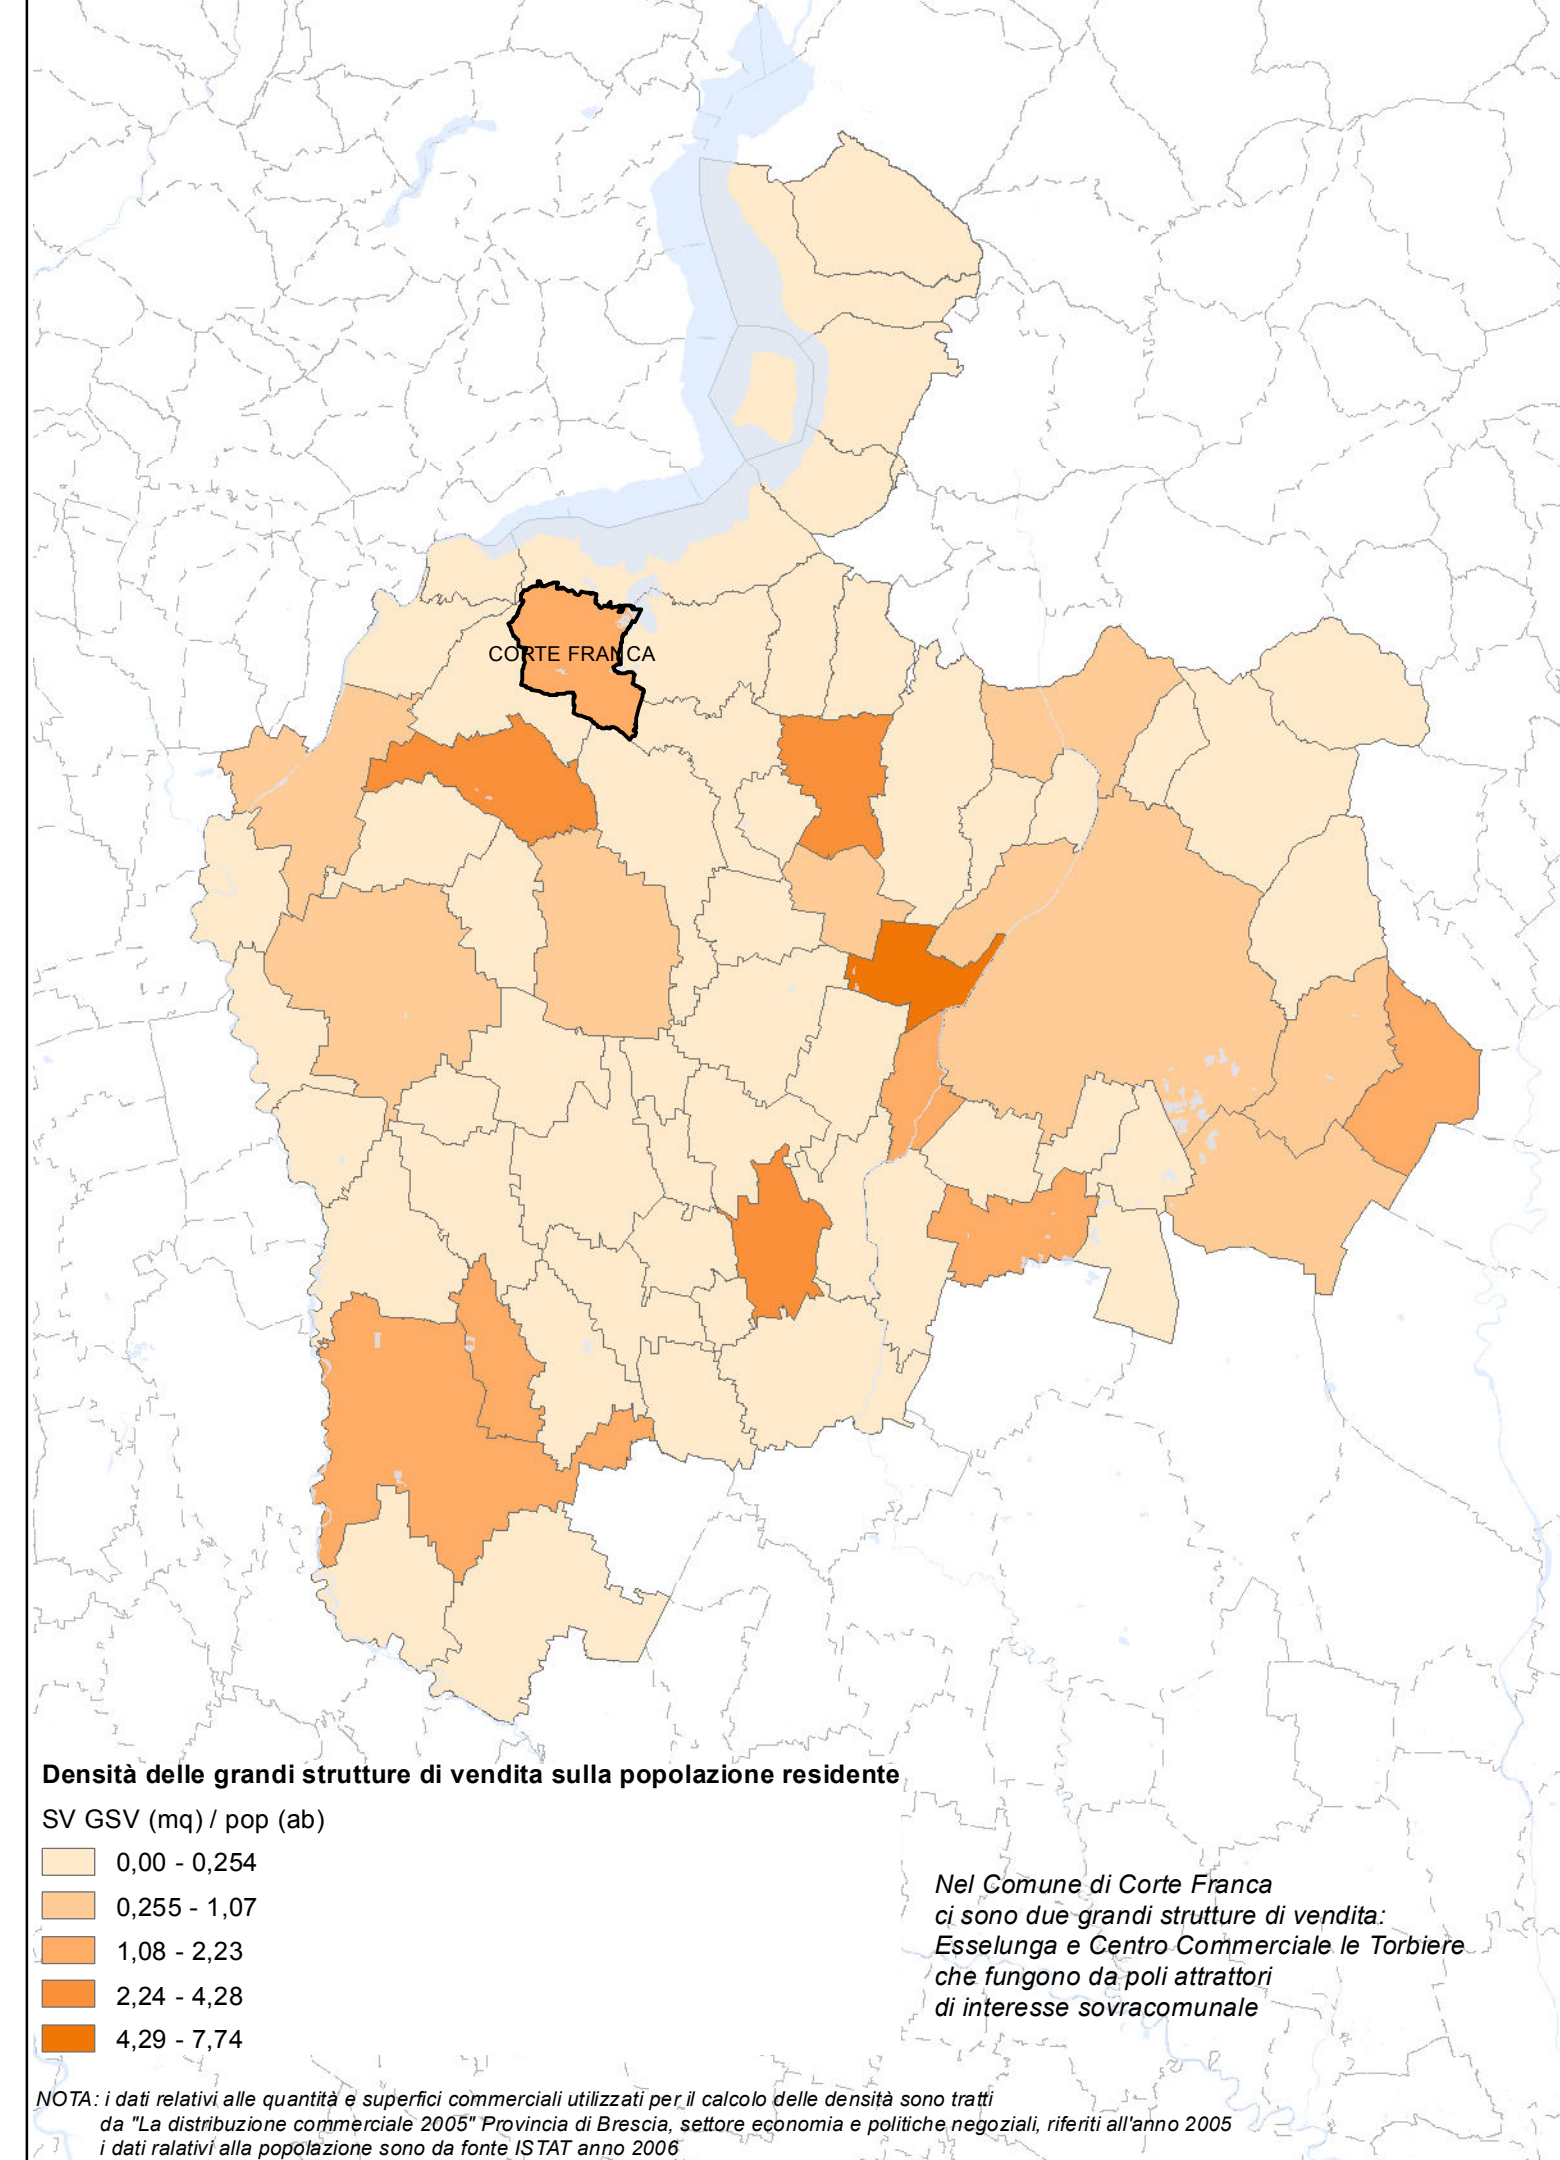 CORTE FRANCA
Densità delle grandi strutture di vendita sulla popolazione residente
SV GSV (mq) / pop (ab)
0,00 - 0,254
0,255 - 1,07
1,08 - 2,23
2,24 - 4,28
4,29 - 7,74
Nel Comune di Corte Franca
ci sono due grandi strutture di vendita:
Esselunga e Centro Commerciale le Torbiere
che fungono da poli attrattori
di interesse sovracomunale
NOTA: i dati relativi alle quantità e superfici commerciali utilizzati per il calcolo delle densità sono tratti
da "La distribuzione commerciale 2005" Provincia di Brescia, settore economia e politiche negoziali, riferiti all'anno 2005
i dati ralativi alla popolazione sono da fonte ISTAT anno 2006